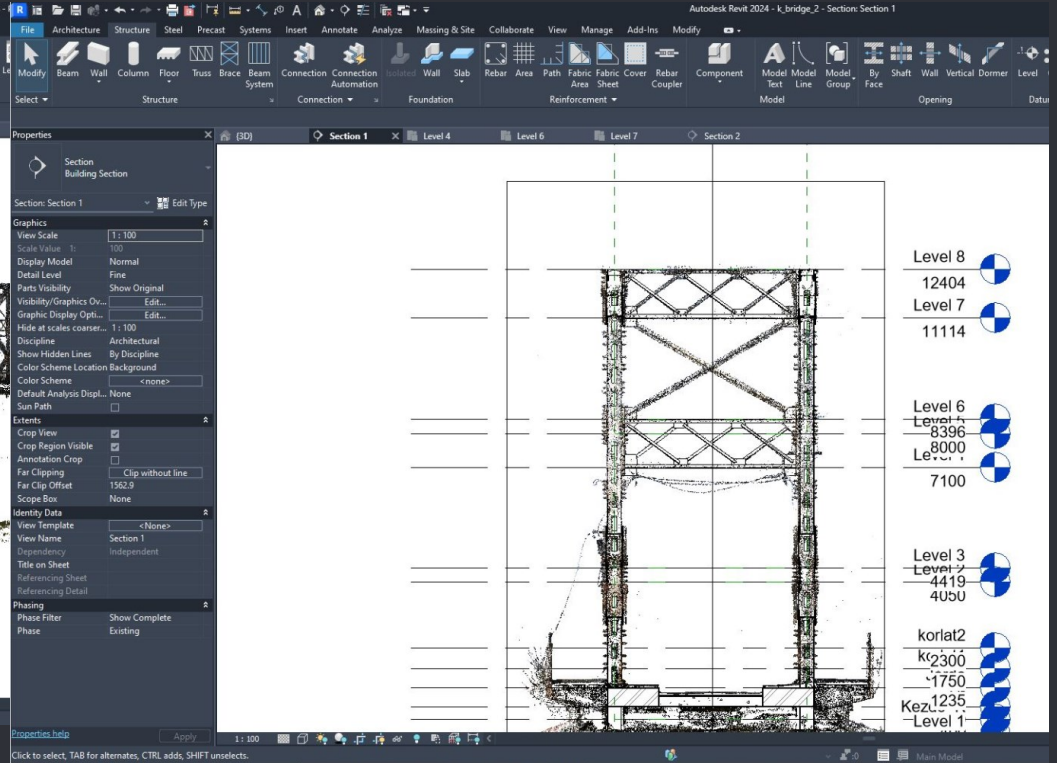 Autodesk Revit 2024 - k_bridge_2 - Section: Section 1
File Architecture Structure Steel Precast Systems Insert Annotate Analyze Massing & Site Collaborate View Manage Add-Ins Modify
Modify Beam Wall Column Floor Truss Brace Beam System Connection Connection Automation Isolated Wall Slab Rebar Area Path Fabric Area Fabric Sheet Cover Rebar Coupler Component Model Text Model Line Model Group By Face Shaft Wall Vertical Dormer Level
Select Structure Connection Foundation Reinforcement Model Opening Datu
Properties
{3D} Section 1 Level 4 Level 6 Level 7 Section 2
Section
Building Section
Section: Section 1 Edit Type
Graphics
View Scale 1 : 100
Scale Value 1: 100
Display Model Normal
Detail Level Fine
Parts Visibility Show Original
Visibility/Graphics Ov... Edit...
Graphic Display Opti... Edit...
Hide at scales coarser... 1 : 100
Discipline Architectural
Show Hidden Lines By Discipline
Color Scheme Location Background
Color Scheme <none>
Default Analysis Displ... None
Sun Path
Extents
Crop View
Crop Region Visible
Annotation Crop
Far Clipping Clip without line
Far Clip Offset 1562.9
Scope Box None
Identity Data
View Template <None>
View Name Section 1
Dependency Independent
Title on Sheet
Referencing Sheet
Referencing Detail
Phasing
Phase Filter Show Complete
Phase Existing
Properties help Apply
Level 8
12404
Level 7
11114
Level 6
8396
8000
7100
Level 3
Level 2
4419
4050
korlat2
2300
1750
1235
Level 1
1 : 100
Click to select, TAB for alternates, CTRL adds, SHIFT unselects.
:0 Main Model